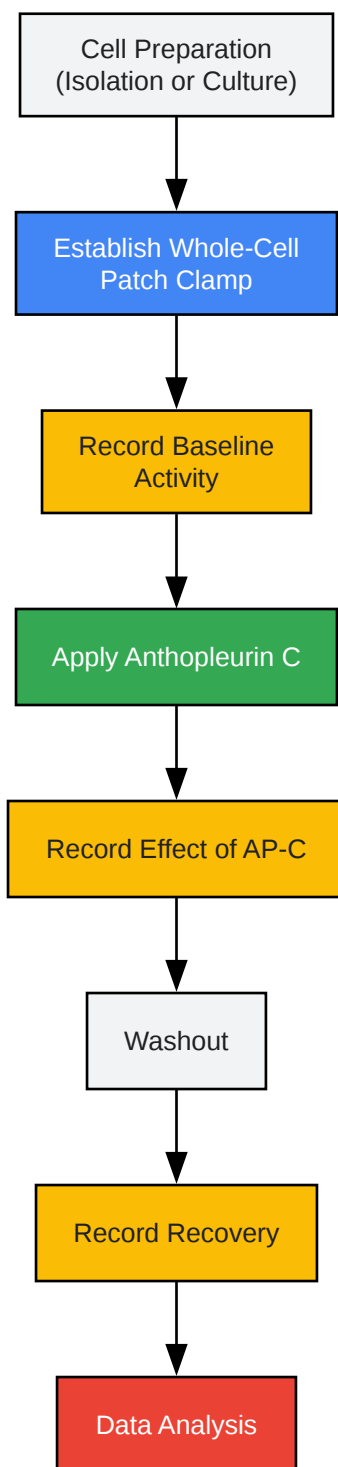 Cell Preparation
(Isolation or Culture)
Establish Whole-Cell
Patch Clamp
Record Baseline
Activity
Apply Anthopleurin C
Record Effect of AP-C
Washout
Record Recovery
Data Analysis